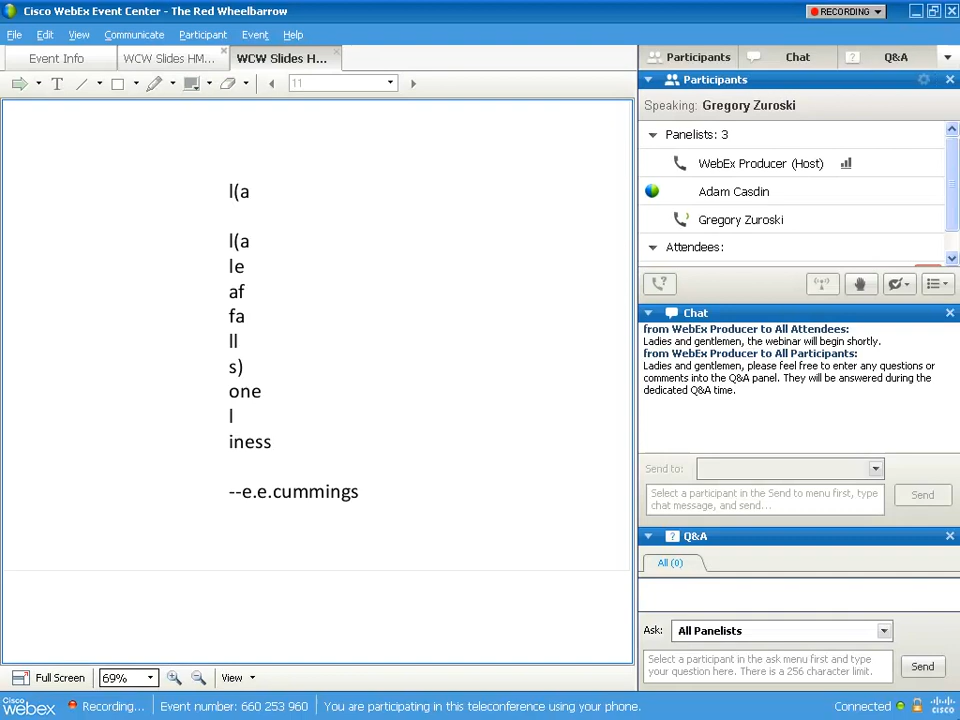 Cisco WebEx Event Center - The Red Wheelbarrow
RECORDING
File Edit View Communicate Participant Event Help
Event Info
WCW Slides HM...
WCW Slides H...
Participants
Chat
Q&A
11
Participants
Speaking: Gregory Zuroski
Panelists: 3
WebEx Producer (Host)
Adam Casdin
Gregory Zuroski
Attendees:
l(a
l(a
le
af
fa
ll
s)
one
l
iness
--e.e.cummings
Chat
from WebEx Producer to All Attendees:
Ladies and gentlemen, the webinar will begin shortly.
from WebEx Producer to All Participants:
Ladies and gentlemen, please feel free to enter any questions or
comments into the Q&A panel. They will be answered during the
dedicated Q&A time.
Send to:
Select a participant in the Send to menu first, type
chat message, and send...
Send
Q&A
All (0)
Ask: All Panelists
Select a participant in the ask menu first and type
your question here. There is a 256 character limit.
Send
Full Screen
69%
View
Cisco
webex
Recording...
Event number: 660 253 960
You are participating in this teleconference using your phone.
Connected
cisco